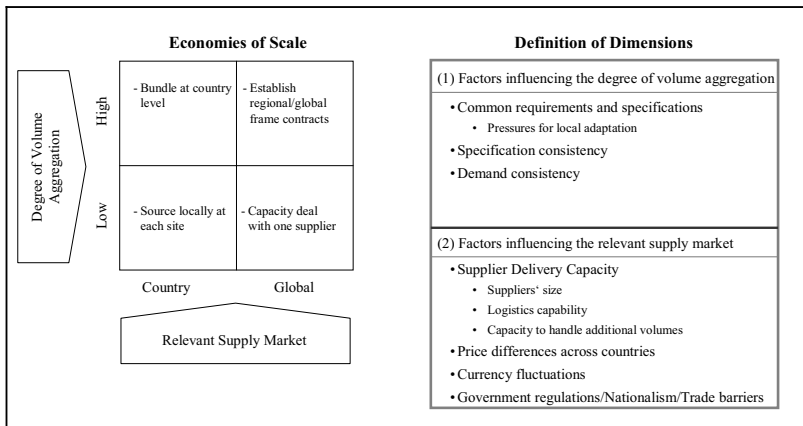 Economies of Scale
Degree of Volume
Aggregation
High
Low
- Bundle at country
level
- Establish
regional/global
frame contracts
- Source locally at
each site
- Capacity deal
with one supplier
Country
Global
Relevant Supply Market
Definition of Dimensions
(1) Factors influencing the degree of volume aggregation
•Common requirements and specifications
• Pressures for local adaptation
•Specification consistency
•Demand consistency
(2) Factors influencing the relevant supply market
•Supplier Delivery Capacity
• Suppliers‘ size
• Logistics capability
• Capacity to handle additional volumes
•Price differences across countries
•Currency fluctuations
•Government regulations/Nationalism/Trade barriers